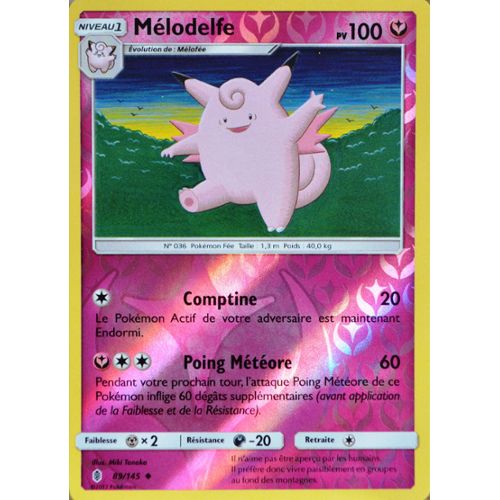 NIVEAU 1
Mélodelfe
PV 100
Évolution de : Mélofée
N° 036 Pokémon Fée Taille : 1,3 m Poids : 40,0 kg
Comptine 20
Le Pokémon Actif de votre adversaire est maintenant
Endormi.
Poing Météore 60
Pendant votre prochain tour, l'attaque Poing Météore de ce
Pokémon inflige 60 dégâts supplémentaires (avant application
de la Faiblesse et de la Résistance).
Faiblesse ×2 Résistance -20 Retraite
Illus. Miki Tanaka
89/145
©2017 Pokémon
Il n'aime pas être aperçu par les humains.
Il préfère donc vivre paisiblement en groupes
au fond des montagnes.